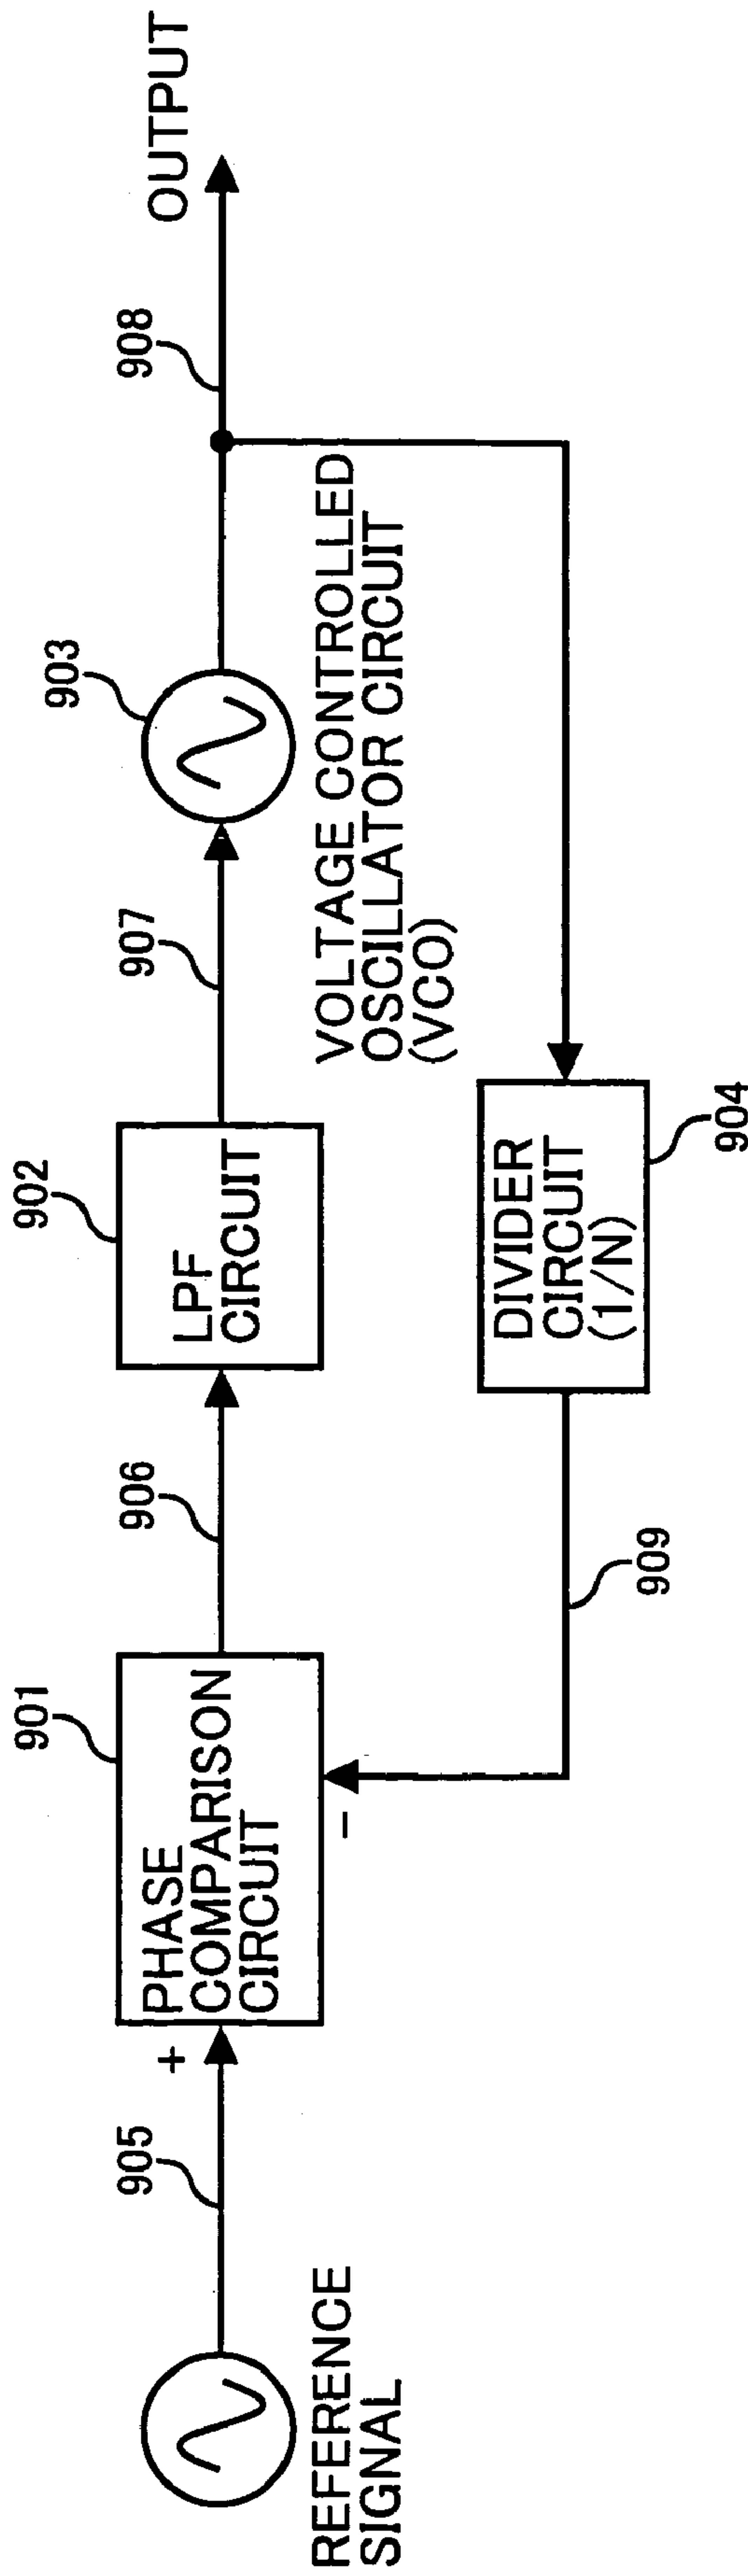 REFERENCE
SIGNAL
905
+
901
PHASE
COMPARISON
CIRCUIT
−
906
902
LPF
CIRCUIT
907
903
VOLTAGE CONTROLLED
OSCILLATOR CIRCUIT
(VCO)
908
OUTPUT
909
DIVIDER
CIRCUIT
(1/N)
904